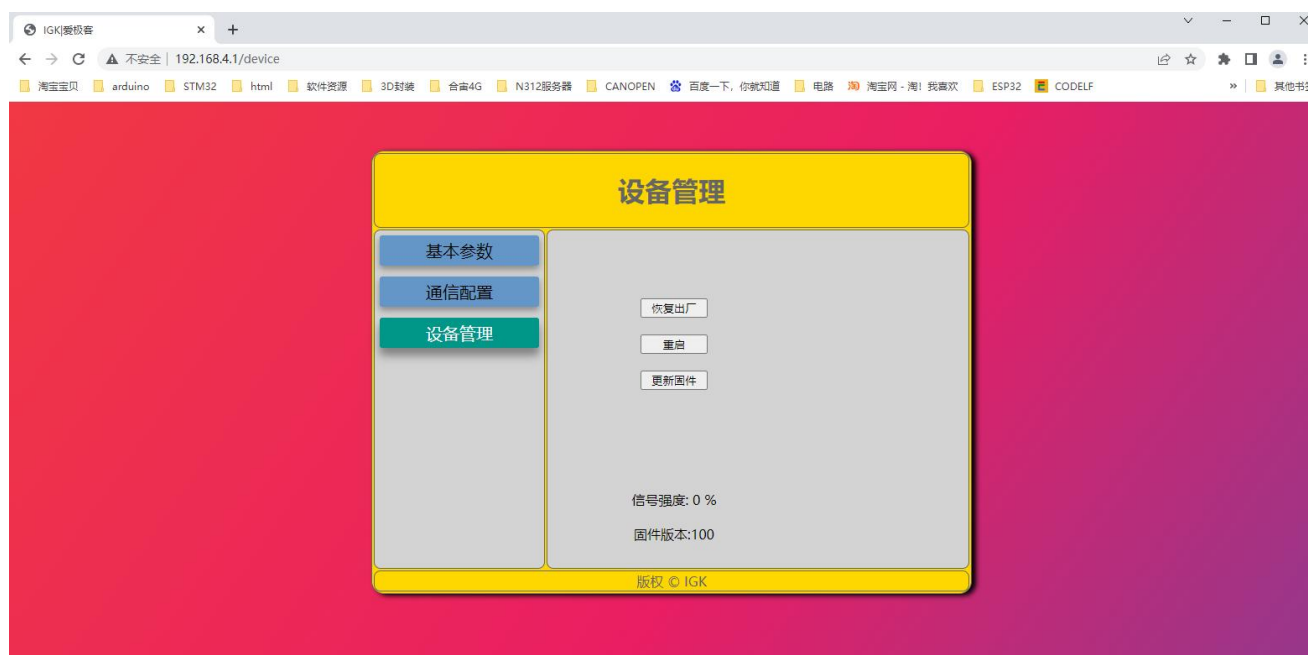 IGK|爱极客
不安全 | 192.168.4.1/device
淘宝宝贝 arduino STM32 html 软件资源 3D封装 合宙4G N312服务器 CANOPEN 百度一下，你就知道 电路 淘宝网 - 淘！我喜欢 ESP32 CODELF » 其他书签
设备管理
基本参数
通信配置
设备管理
恢复出厂
重启
更新固件
信号强度: 0 %
固件版本:100
版权 © IGK